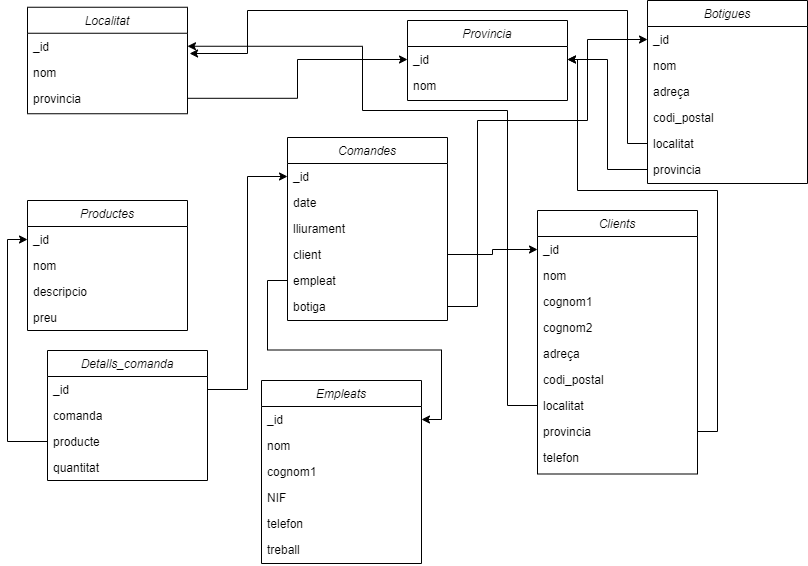 Localitat
_id
nom
provincia
Provincia
_id
nom
Botigues
_id
nom
adreça
codi_postal
localitat
provincia
Comandes
_id
date
lliurament
client
empleat
botiga
Productes
_id
nom
descripcio
preu
Clients
_id
nom
cognom1
cognom2
adreça
codi_postal
localitat
provincia
telefon
Detalls_comanda
_id
comanda
producte
quantitat
Empleats
_id
nom
cognom1
NIF
telefon
treball